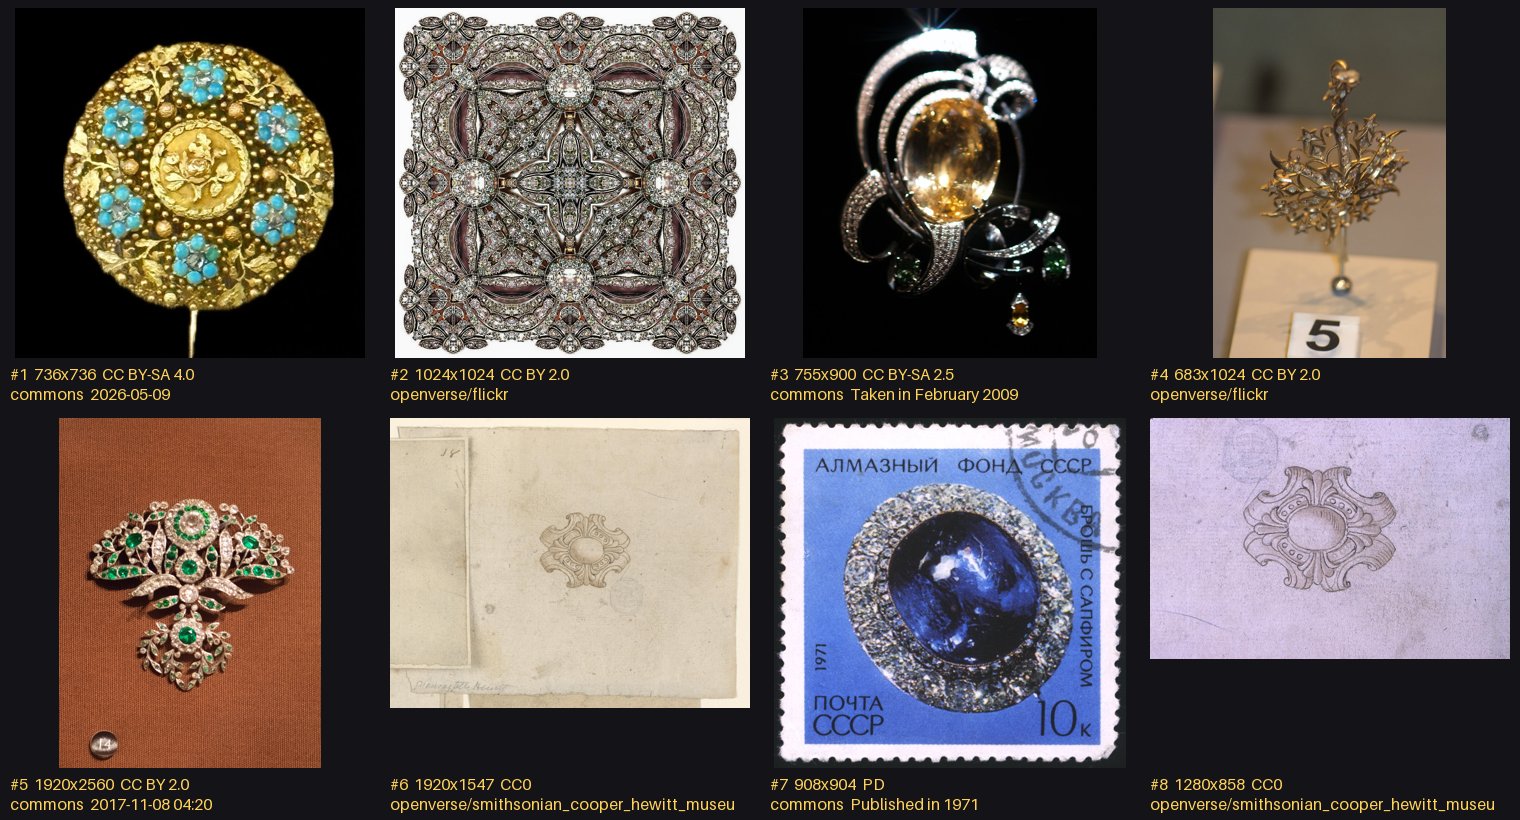 5
14
18
АЛМАЗНЫЙ ФОНД СССР
МОСКВА
БРОШЬ С САПФИРОМ
1971
ПОЧТА
СССР
10к
#1 736x736 CC BY-SA 4.0
commons 2026-05-09
#2 1024x1024 CC BY 2.0
openverse/flickr
#3 755x900 CC BY-SA 2.5
commons Taken in February 2009
#4 683x1024 CC BY 2.0
openverse/flickr
#5 1920x2560 CC BY 2.0
commons 2017-11-08 04:20
#6 1920x1547 CC0
openverse/smithsonian_cooper_hewitt_museu
#7 908x904 PD
commons Published in 1971
#8 1280x858 CC0
openverse/smithsonian_cooper_hewitt_museu